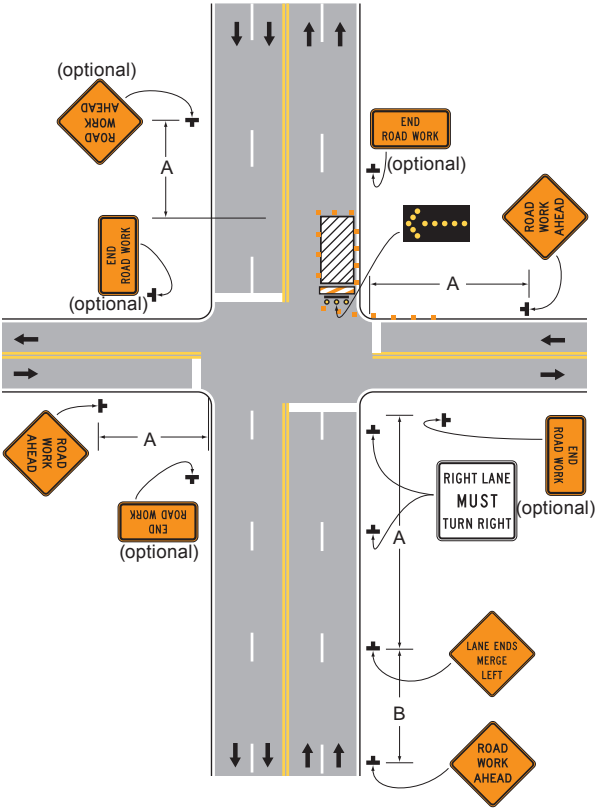 (optional)
ROAD
WORK
AHEAD
A
END
ROAD WORK
(optional)
END
ROAD WORK
(optional)
ROAD
WORK
AHEAD
A
ROAD
WORK
AHEAD
A
END
ROAD WORK
(optional)
RIGHT LANE
MUST
TURN RIGHT
END
ROAD WORK
(optional)
A
LANE ENDS
MERGE
LEFT
B
ROAD
WORK
AHEAD